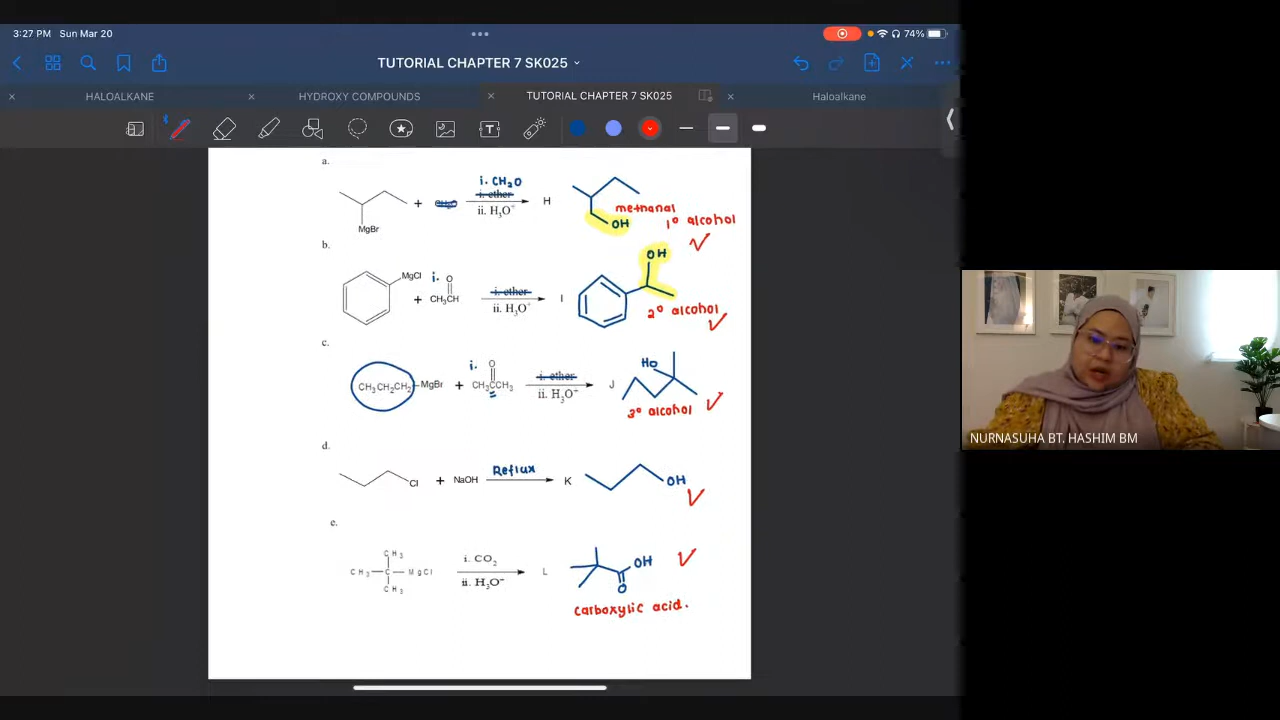 3:27 PM Sun Mar 20
74%
TUTORIAL CHAPTER 7 SK025
HALOALKANE
HYDROXY COMPOUNDS
TUTORIAL CHAPTER 7 SK025
Haloalkane
a.
MgBr
+
i. CH2O
i. ether
ii. H3O+
H
OH
methanal
1° alcohol
b.
MgCl
+
i. O
CH3CH
i. ether
ii. H3O+
I
OH
2° alcohol
c.
CH3CH2CH2 MgBr
+
i. O
CH3CCH3
i. ether
ii. H3O+
J
HO
3° alcohol
d.
Cl
+ NaOH
Reflux
K
OH
e.
CH3
CH3 C MgCl
CH3
i. CO2
ii. H3O+
L
OH
O
carboxylic acid.
NURNASUHA BT. HASHIM BM